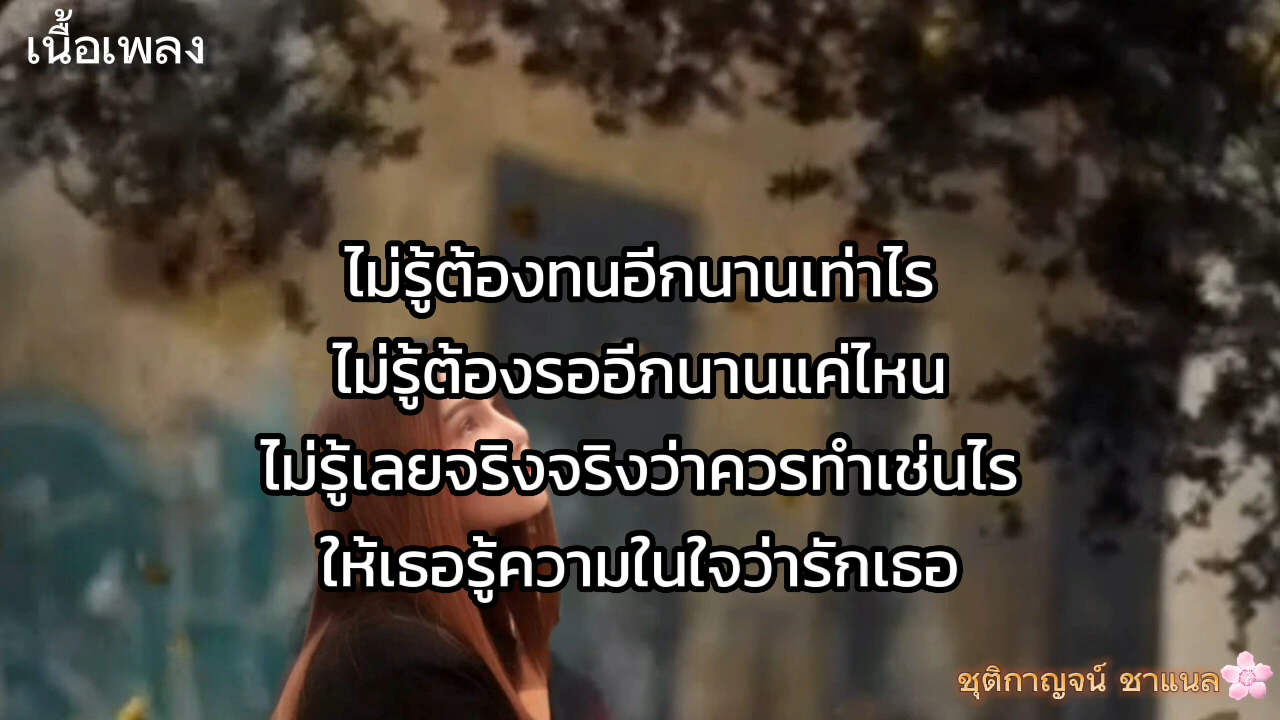 เนื้อเพลง
ไม่รู้ต้องทนอีกนานเท่าไร
ไม่รู้ต้องรออีกนานแค่ไหน
ไม่รู้เลยจริงจริงว่าควรทำเช่นไร
ให้เธอรู้ความในใจว่ารักเธอ
ชุติกาญจน์ ชาแนล